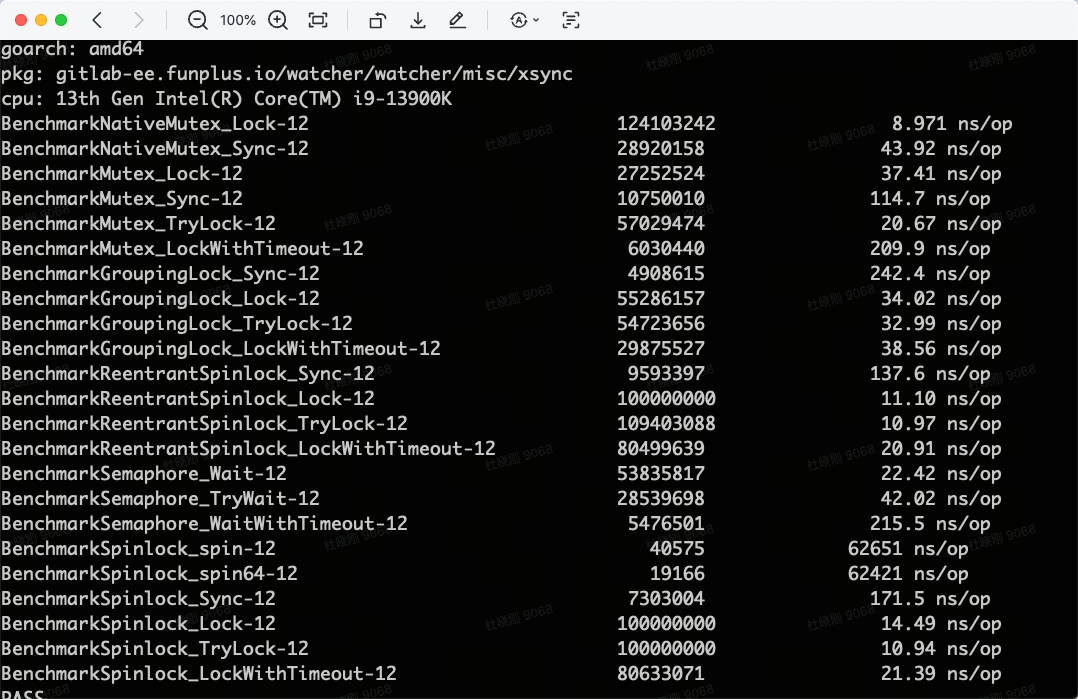 100%
goarch: amd64
pkg: gitlab-ee.funplus.io/watcher/watcher/misc/xsync
cpu: 13th Gen Intel(R) Core(TM) i9-13900K
BenchmarkNativeMutex_Lock-12 124103242 8.971 ns/op
BenchmarkNativeMutex_Sync-12 28920158 43.92 ns/op
BenchmarkMutex_Lock-12 27252524 37.41 ns/op
BenchmarkMutex_Sync-12 10750010 114.7 ns/op
BenchmarkMutex_TryLock-12 57029474 20.67 ns/op
BenchmarkMutex_LockWithTimeout-12 6030440 209.9 ns/op
BenchmarkGroupingLock_Sync-12 4908615 242.4 ns/op
BenchmarkGroupingLock_Lock-12 55286157 34.02 ns/op
BenchmarkGroupingLock_TryLock-12 54723656 32.99 ns/op
BenchmarkGroupingLock_LockWithTimeout-12 29875527 38.56 ns/op
BenchmarkReentrantSpinlock_Sync-12 9593397 137.6 ns/op
BenchmarkReentrantSpinlock_Lock-12 100000000 11.10 ns/op
BenchmarkReentrantSpinlock_TryLock-12 109403088 10.97 ns/op
BenchmarkReentrantSpinlock_LockWithTimeout-12 80499639 20.91 ns/op
BenchmarkSemaphore_Wait-12 53835817 22.42 ns/op
BenchmarkSemaphore_TryWait-12 28539698 42.02 ns/op
BenchmarkSemaphore_WaitWithTimeout-12 5476501 215.5 ns/op
BenchmarkSpinlock_spin-12 40575 62651 ns/op
BenchmarkSpinlock_spin64-12 19166 62421 ns/op
BenchmarkSpinlock_Sync-12 7303004 171.5 ns/op
BenchmarkSpinlock_Lock-12 100000000 14.49 ns/op
BenchmarkSpinlock_TryLock-12 100000000 10.94 ns/op
BenchmarkSpinlock_LockWithTimeout-12 80633071 21.39 ns/op
PASS